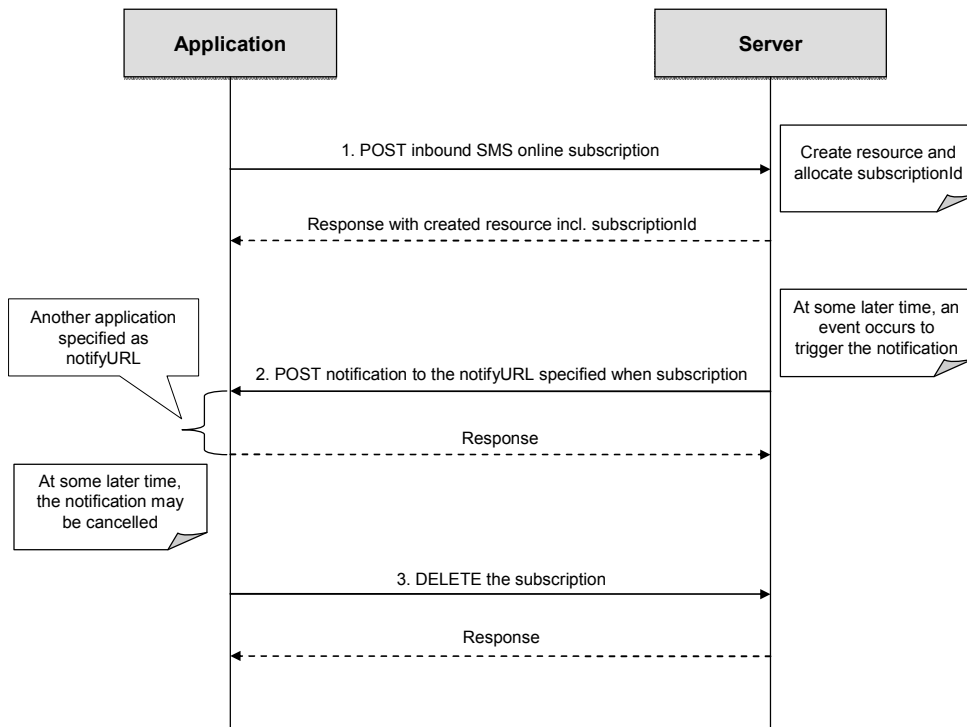 Application
Server
1. POST inbound SMS online subscription
Create resource and
allocate subscriptionId
Response with created resource incl. subscriptionId
Another application
specified as
notifyURL
At some later time, an
event occurs to
trigger the notification
2. POST notification to the notifyURL specified when subscription
Response
At some later time,
the notification may
be cancelled
3. DELETE the subscription
Response